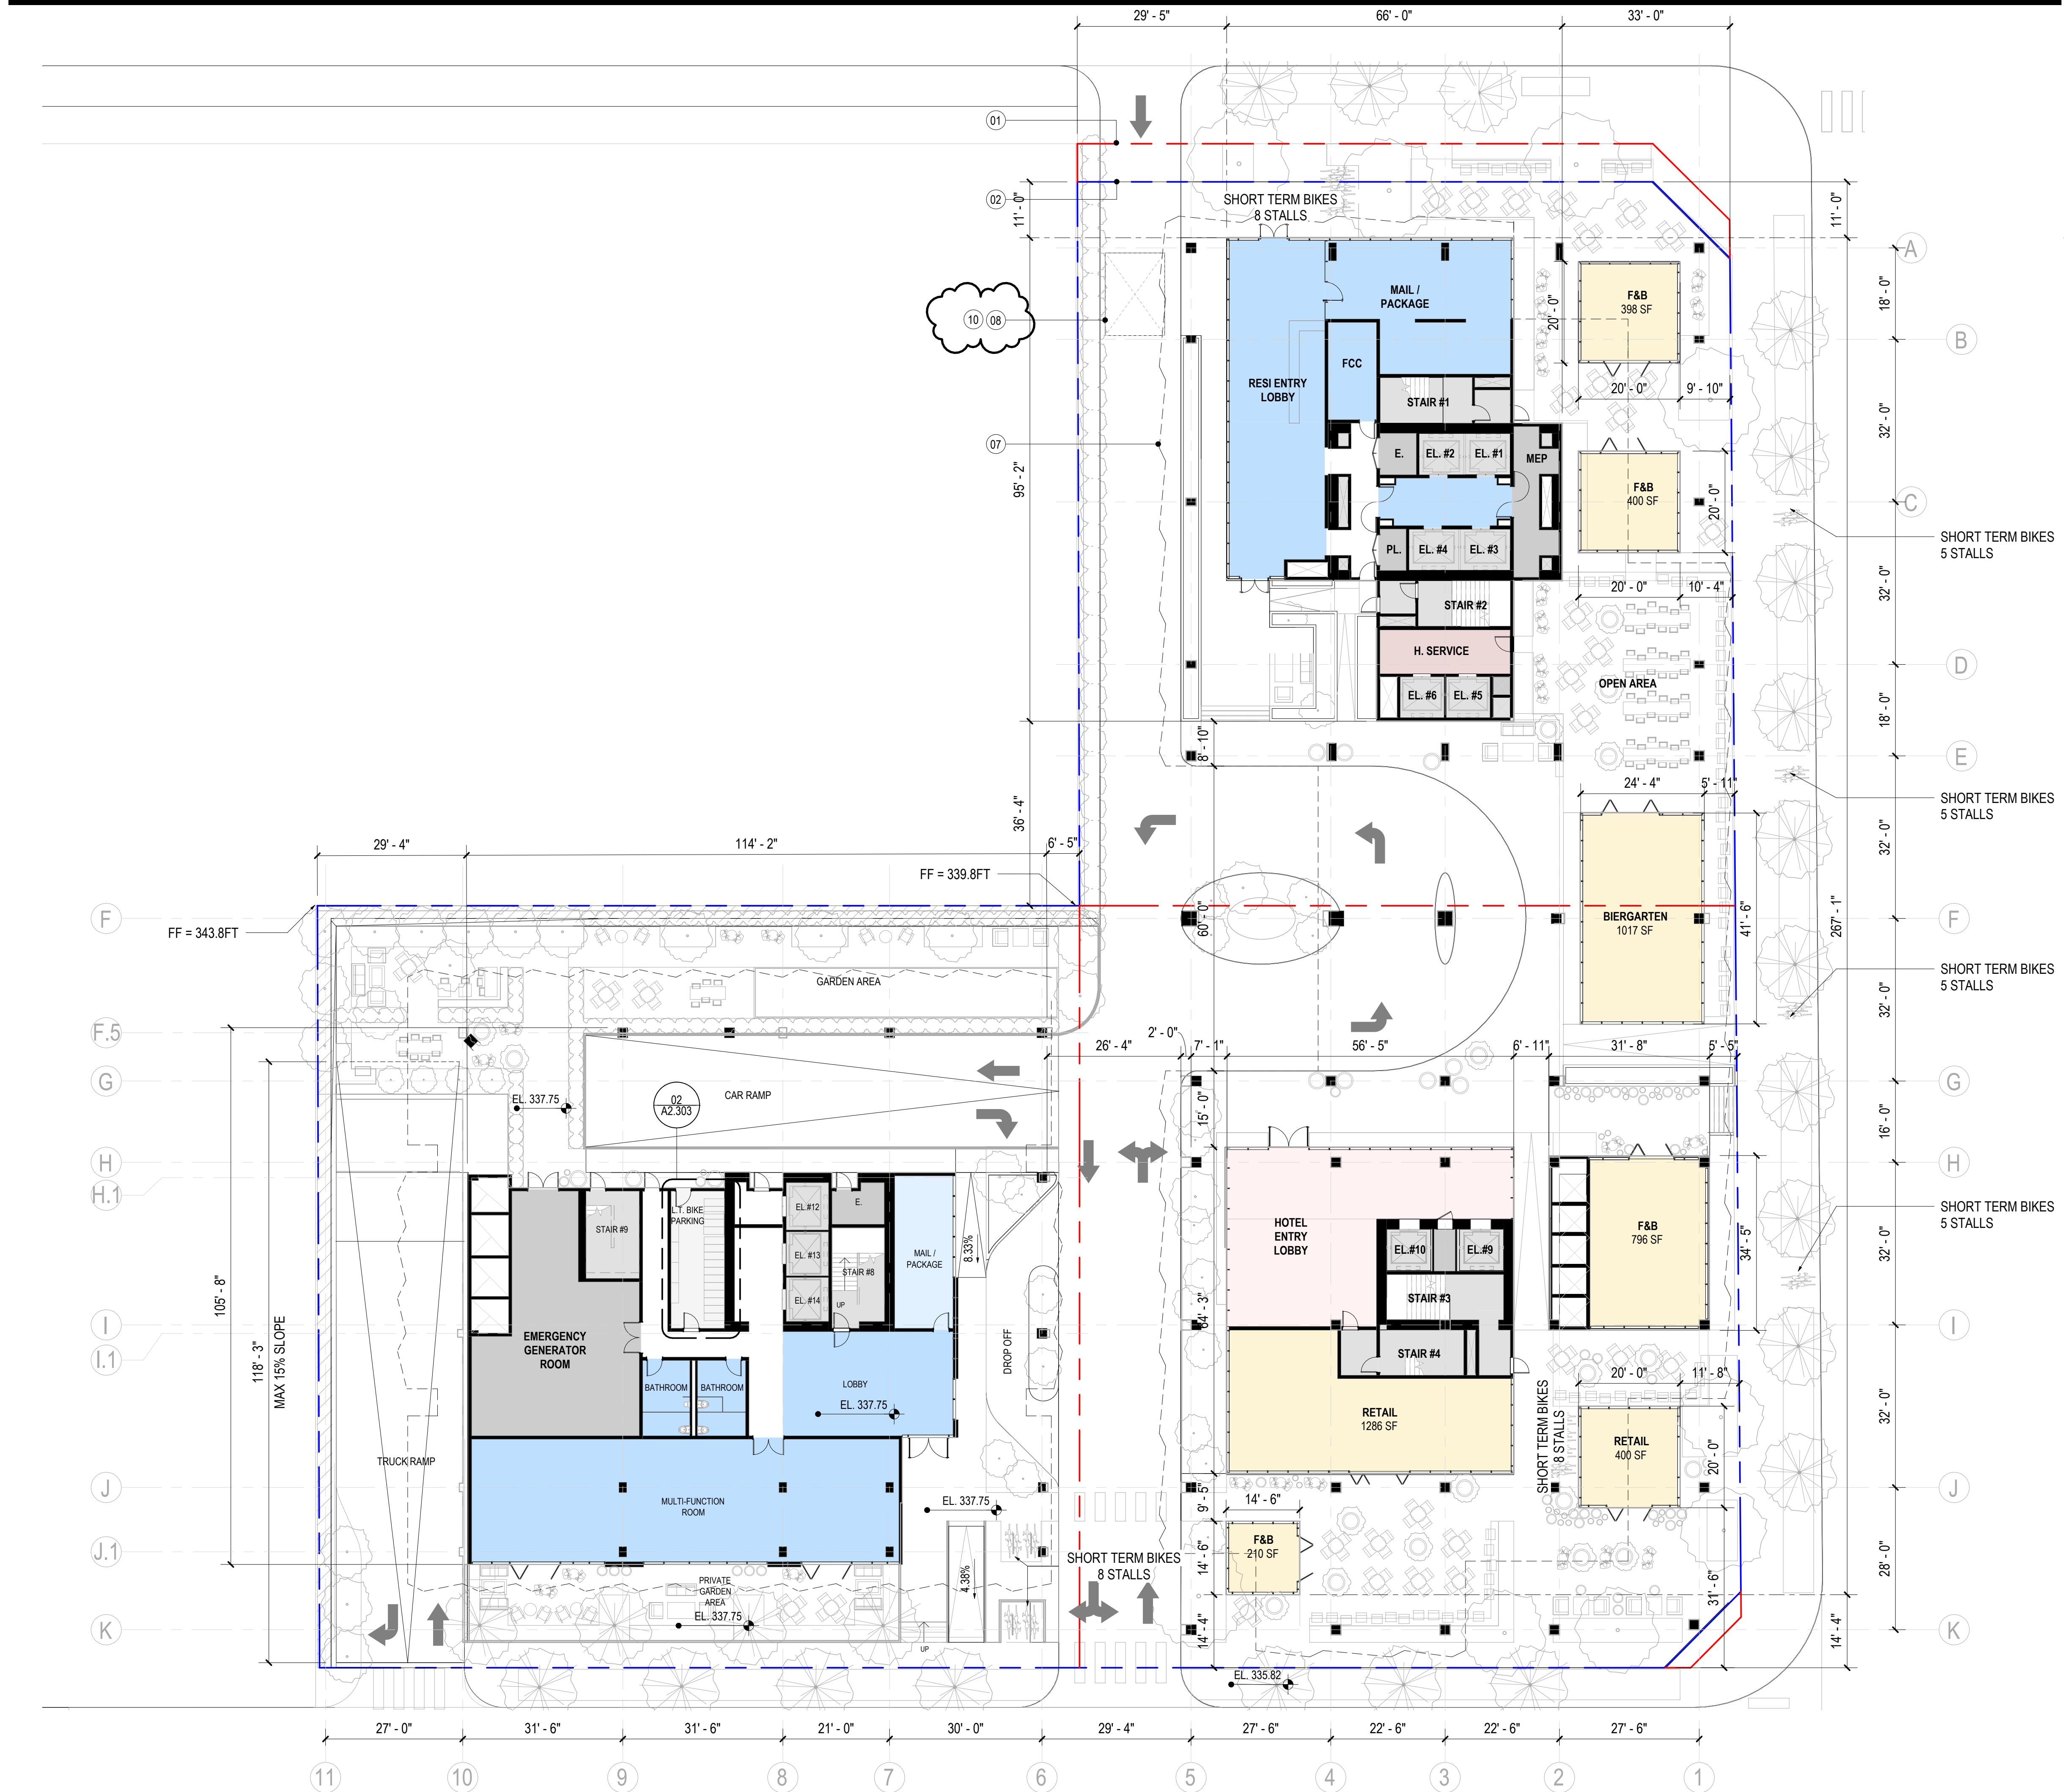 29' - 5"
66' - 0"
33' - 0"
01
02
11' - 0"
SHORT TERM BIKES
8 STALLS
11' - 0"
A
18' - 0"
MAIL /
PACKAGE
F&B
398 SF
20' - 0"
10
08
B
FCC
RESI ENTRY
LOBBY
STAIR #1
20' - 0"
9' - 10"
32' - 0"
07
95' - 2"
E.
EL. #2
EL. #1
MEP
F&B
400 SF
20' - 0"
C
SHORT TERM BIKES
5 STALLS
PL.
EL. #4
EL. #3
20' - 0"
10' - 4"
32' - 0"
STAIR #2
H. SERVICE
D
EL. #6
EL. #5
OPEN AREA
18' - 0"
8' - 10"
E
24' - 4"
5' - 11"
SHORT TERM BIKES
5 STALLS
36' - 4"
32' - 0"
29' - 4"
114' - 2"
6' - 5"
FF = 339.8FT
F
FF = 343.8FT
60' - 0"
BIERGARTEN
1017 SF
41' - 6"
267' - 1"
F
SHORT TERM BIKES
5 STALLS
GARDEN AREA
32' - 0"
F.5
2' - 0"
26' - 4"
7' - 1"
56' - 5"
6' - 11"
31' - 8"
5' - 5"
G
CAR RAMP
02
A2.303
EL. 337.75
G
15' - 0"
16' - 0"
H
H
H.1
L.T. BIKE
PARKING
EL.#12
E.
STAIR #9
HOTEL
ENTRY
LOBBY
F&B
796 SF
34' - 5"
SHORT TERM BIKES
5 STALLS
32' - 0"
105' - 8"
EL. #13
STAIR #8
MAIL /
PACKAGE
8.33%
EL.#10
EL.#9
EL. #14
UP
STAIR #3
64' - 3"
I
I.1
118' - 3"
MAX 15% SLOPE
EMERGENCY
GENERATOR
ROOM
DROP OFF
STAIR #4
I
BATHROOM
BATHROOM
LOBBY
EL. 337.75
20' - 0"
11' - 8"
32' - 0"
RETAIL
1286 SF
SHORT TERM BIKES
8 STALLS
RETAIL
400 SF
20' - 0"
TRUCK RAMP
J
MULTI-FUNCTION
ROOM
EL. 337.75
9' - 5"
14' - 6"
J
J.1
SHORT TERM BIKES
8 STALLS
14' - 6"
F&B
210 SF
28' - 0"
PRIVATE
GARDEN
AREA
EL. 337.75
4.38%
31' - 6"
K
UP
14' - 4"
14' - 4"
K
EL. 335.82
27' - 0"
31' - 6"
31' - 6"
21' - 0"
30' - 0"
29' - 4"
27' - 6"
22' - 6"
22' - 6"
27' - 6"
11
10
9
8
7
6
5
4
3
2
1